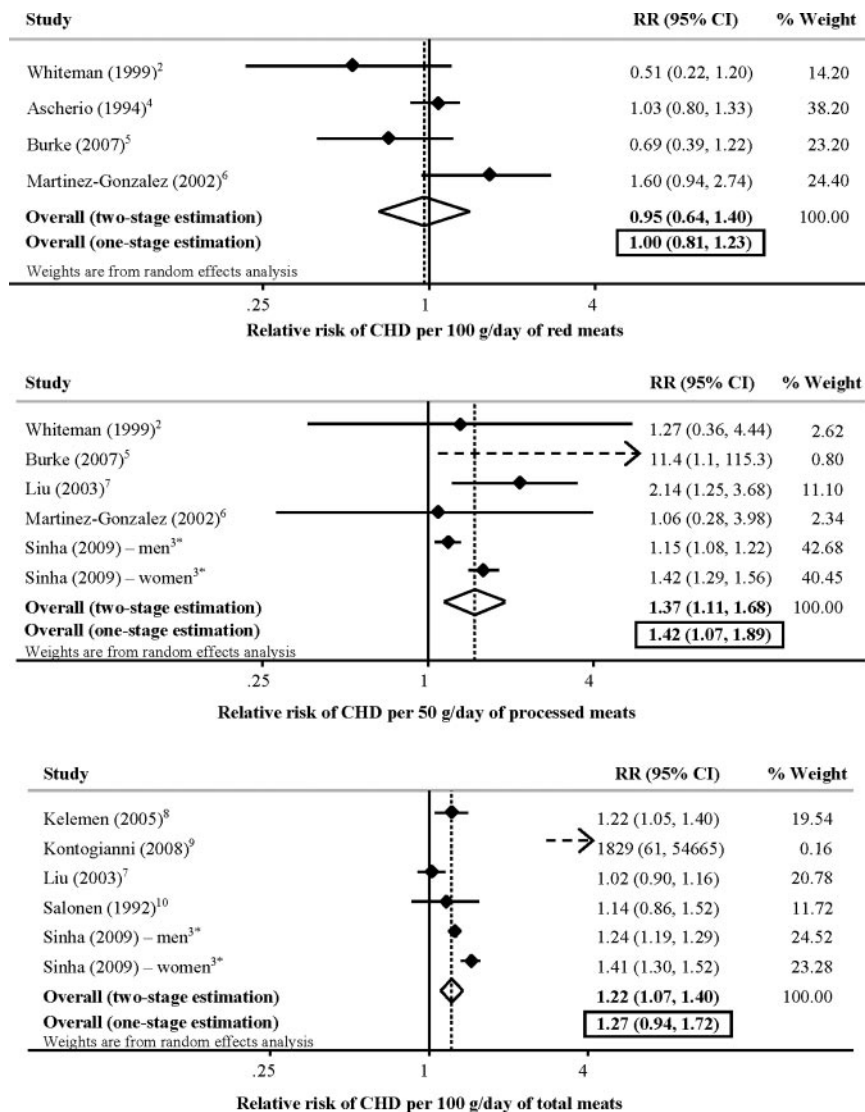 Study RR (95% CI) % Weight
Whiteman (1999)2 0.51 (0.22, 1.20) 14.20
Ascherio (1994)4 1.03 (0.80, 1.33) 38.20
Burke (2007)5 0.69 (0.39, 1.22) 23.20
Martinez-Gonzalez (2002)6 1.60 (0.94, 2.74) 24.40
Overall (two-stage estimation) 0.95 (0.64, 1.40) 100.00
Overall (one-stage estimation) 1.00 (0.81, 1.23)
Weights are from random effects analysis
.25 1 4
Relative risk of CHD per 100 g/day of red meats
Study RR (95% CI) % Weight
Whiteman (1999)2 1.27 (0.36, 4.44) 2.62
Burke (2007)5 11.4 (1.1, 115.3) 0.80
Liu (2003)7 2.14 (1.25, 3.68) 11.10
Martinez-Gonzalez (2002)6 1.06 (0.28, 3.98) 2.34
Sinha (2009) – men3* 1.15 (1.08, 1.22) 42.68
Sinha (2009) – women3* 1.42 (1.29, 1.56) 40.45
Overall (two-stage estimation) 1.37 (1.11, 1.68) 100.00
Overall (one-stage estimation) 1.42 (1.07, 1.89)
Weights are from random effects analysis
.25 1 4
Relative risk of CHD per 50 g/day of processed meats
Study RR (95% CI) % Weight
Kelemen (2005)8 1.22 (1.05, 1.40) 19.54
Kontogianni (2008)9 1829 (61, 54665) 0.16
Liu (2003)7 1.02 (0.90, 1.16) 20.78
Salonen (1992)10 1.14 (0.86, 1.52) 11.72
Sinha (2009) – men3* 1.24 (1.19, 1.29) 24.52
Sinha (2009) – women3* 1.41 (1.30, 1.52) 23.28
Overall (two-stage estimation) 1.22 (1.07, 1.40) 100.00
Overall (one-stage estimation) 1.27 (0.94, 1.72)
Weights are from random effects analysis
.25 1 4
Relative risk of CHD per 100 g/day of total meats